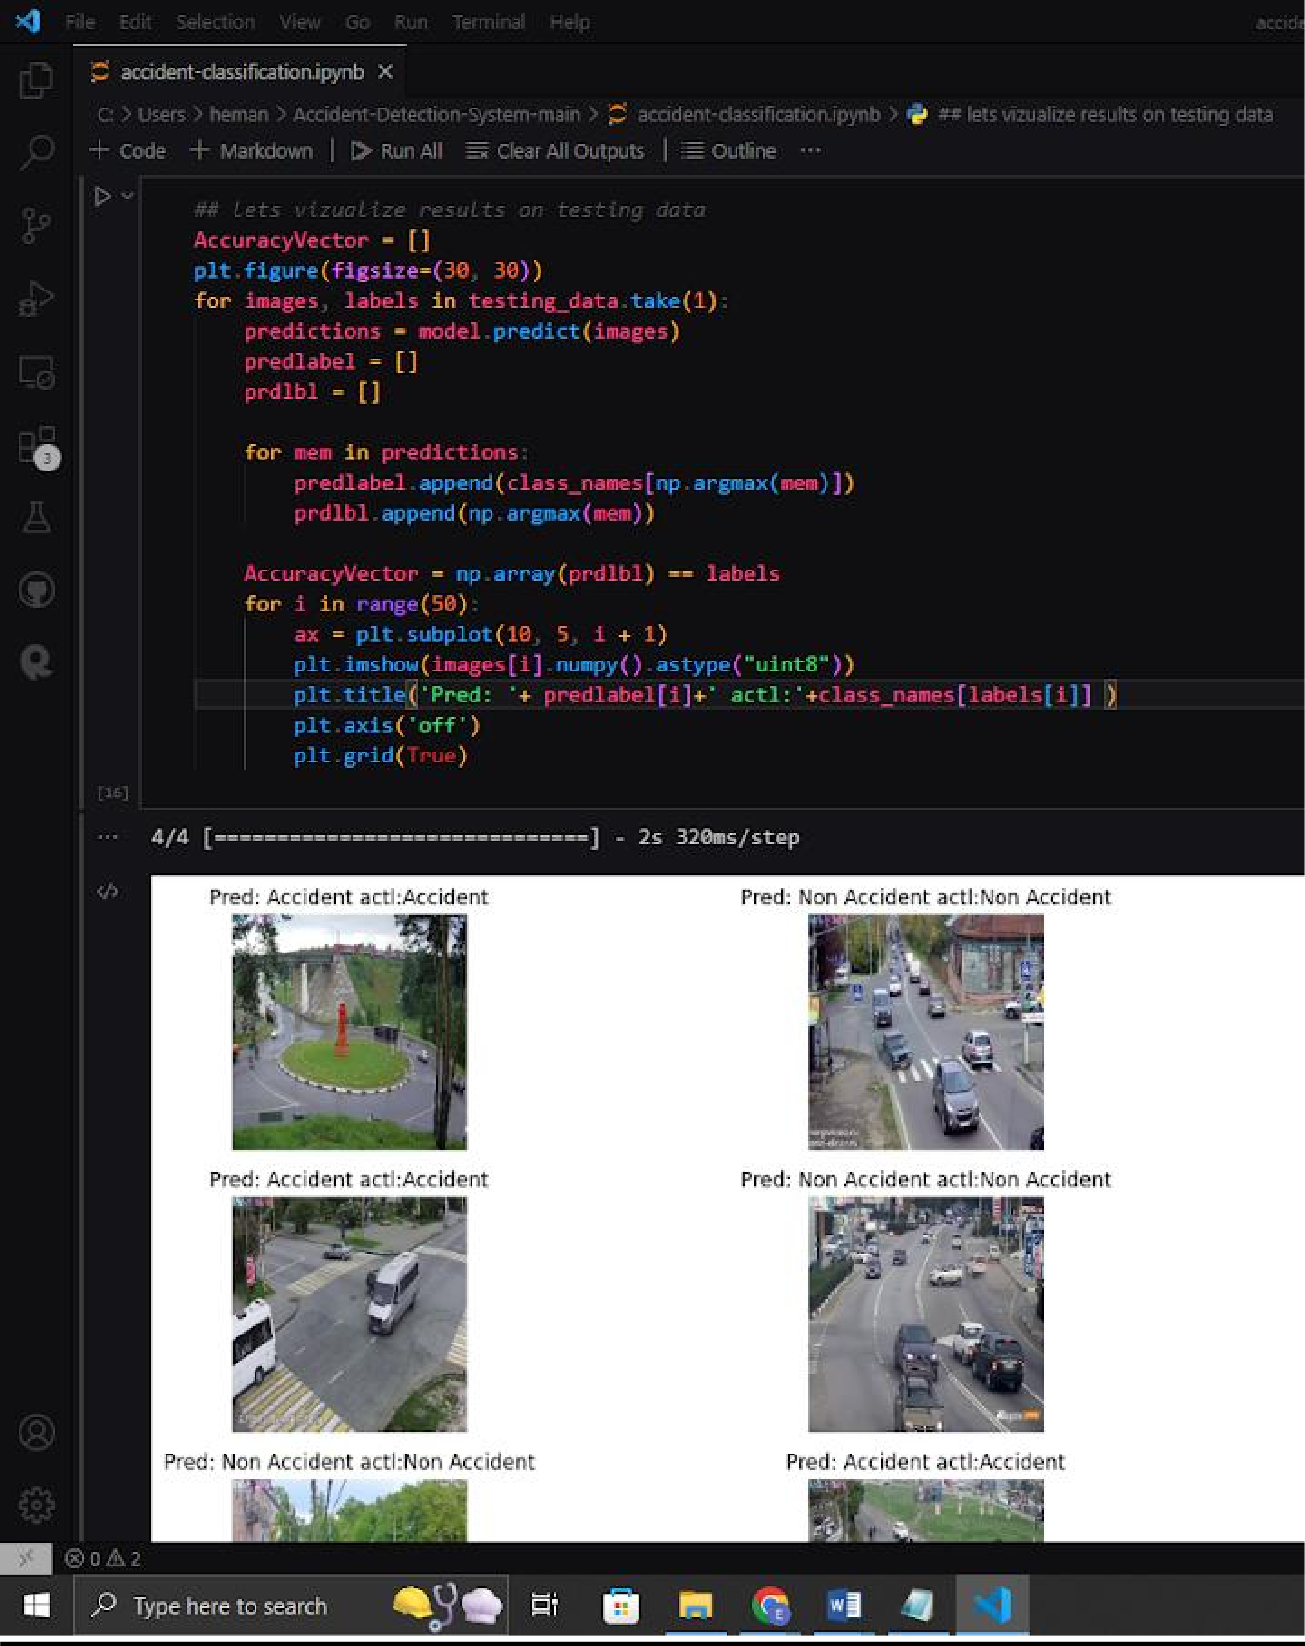 File Edit Selection View Go Run Terminal Help
accide
accident-classification.ipynb
C: > Users > heman > Accident-Detection-System-main > accident-classification.ipynb > ## lets vizualize results on testing data
+ Code + Markdown | Run All Clear All Outputs | Outline ...
## lets vizualize results on testing data
AccuracyVector = []
plt.figure(figsize=(30, 30))
for images, labels in testing_data.take(1):
predictions = model.predict(images)
predlabel = []
prdlbl = []
for mem in predictions:
predlabel.append(class_names[np.argmax(mem)])
prdlbl.append(np.argmax(mem))
AccuracyVector = np.array(prdlbl) == labels
for i in range(50):
ax = plt.subplot(10, 5, i + 1)
plt.imshow(images[i].numpy().astype("uint8"))
plt.title('Pred: '+ predlabel[i]+' actl:'+class_names[labels[i]] )
plt.axis('off')
plt.grid(True)
[16]
3
4/4 [==============================] - 2s 320ms/step
Pred: Accident actl:Accident
Pred: Non Accident actl:Non Accident
Pred: Accident actl:Accident
Pred: Non Accident actl:Non Accident
Pred: Non Accident actl:Non Accident
Pred: Accident actl:Accident
0 2
Type here to search